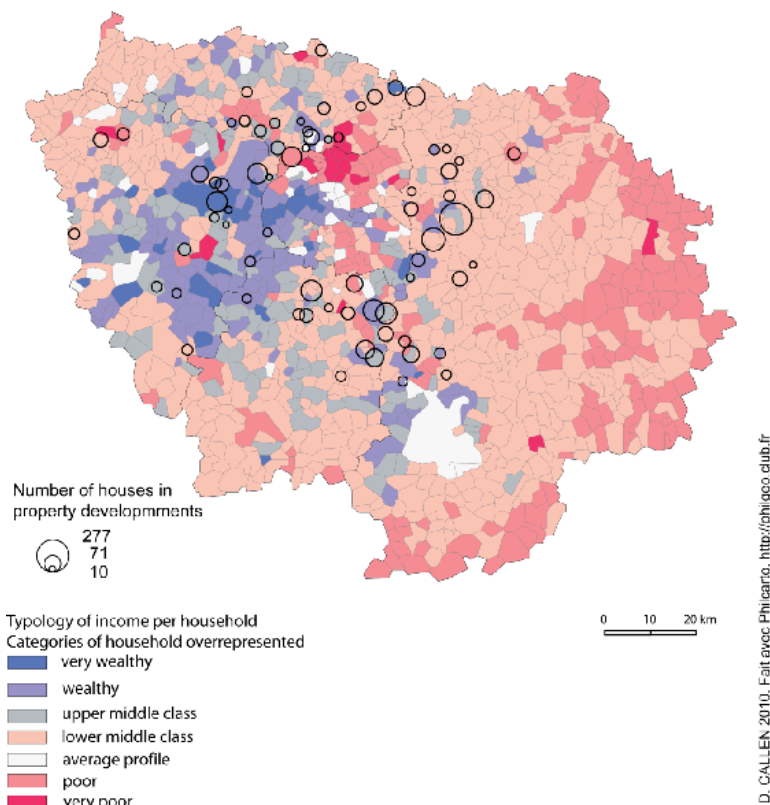 Number of houses in
property developmments
277
71
10
Typology of income per household
Categories of household overrepresented
very wealthy
wealthy
upper middle class
lower middle class
average profile
poor
very poor
0 10 20 km
D. CALLEN 2010. Fait avec Philcarto. http://philgeo.club.fr